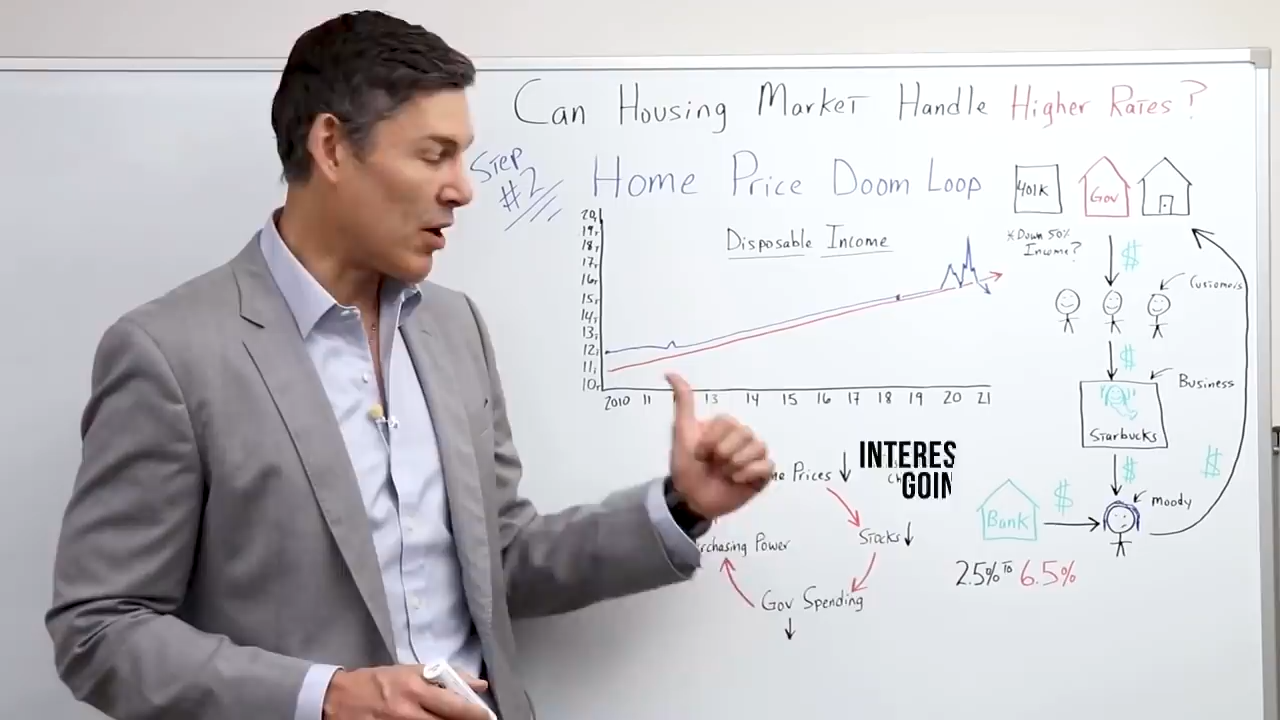 Can Housing Market Handle Higher Rates?
Step
#2
Home Price Doom Loop
401K
Gov
20
19
18
17
16
15
14
13
12
11
10
Disposable Income
*Down 50%
Income?
$
Customers
$
Business
Starbucks
2010 11 13 14 15 16 17 18 19 20 21
Prices
INTERES
GOIN
$
$
Moody
Bank
$
Stocks
Power
2.5% to 6.5%
Gov Spending